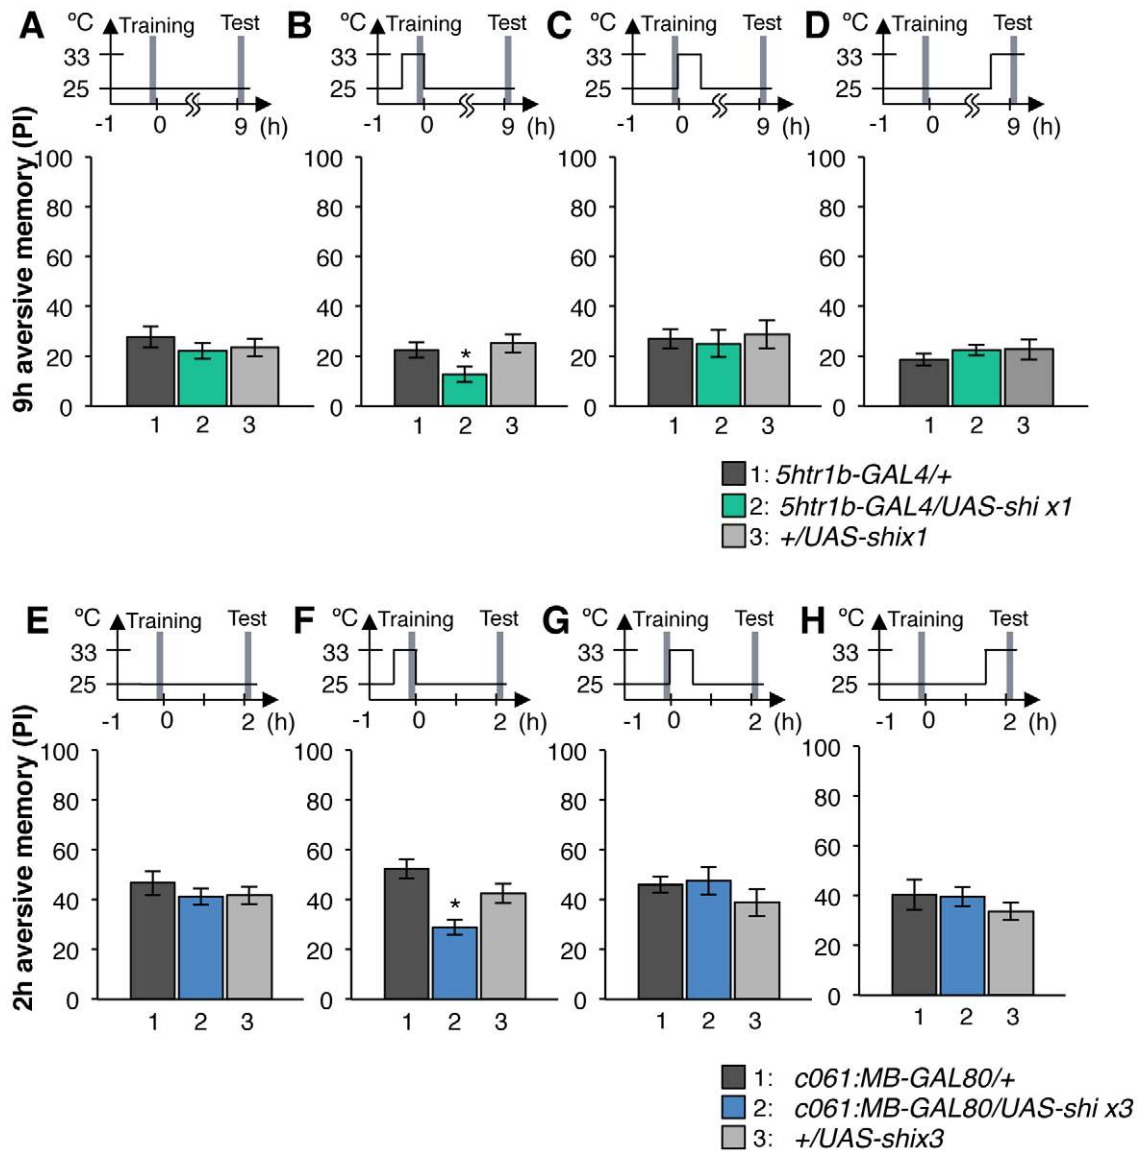 A ºC Training Test B ºC Training Test C ºC Training Test D ºC Training Test
33 33 33 33
25 25 25 25
-1 0 9 (h) -1 0 9 (h) -1 0 9 (h) -1 0 9 (h)
9h aversive memory (PI)
100 100 100 100
80 80 80 80
60 60 60 60
40 40 40 40
*
20 20 20 20
0 0 0 0
1 2 3 1 2 3 1 2 3 1 2 3
1: 5htr1b-GAL4/+
2: 5htr1b-GAL4/UAS-shi x1
3: +/UAS-shix1
E ºC Training Test F ºC Training Test G ºC Training Test H ºC Training Test
33 33 33 33
25 25 25 25
-1 0 2 (h) -1 0 2 (h) -1 0 2 (h) -1 0 2 (h)
2h aversive memory (PI)
100 100 100 100
80 80 80 80
60 60 60 60
40 40 40 40
*
20 20 20 20
0 0 0 0
1 2 3 1 2 3 1 2 3 1 2 3
1: c061:MB-GAL80/+
2: c061:MB-GAL80/UAS-shi x3
3: +/UAS-shix3